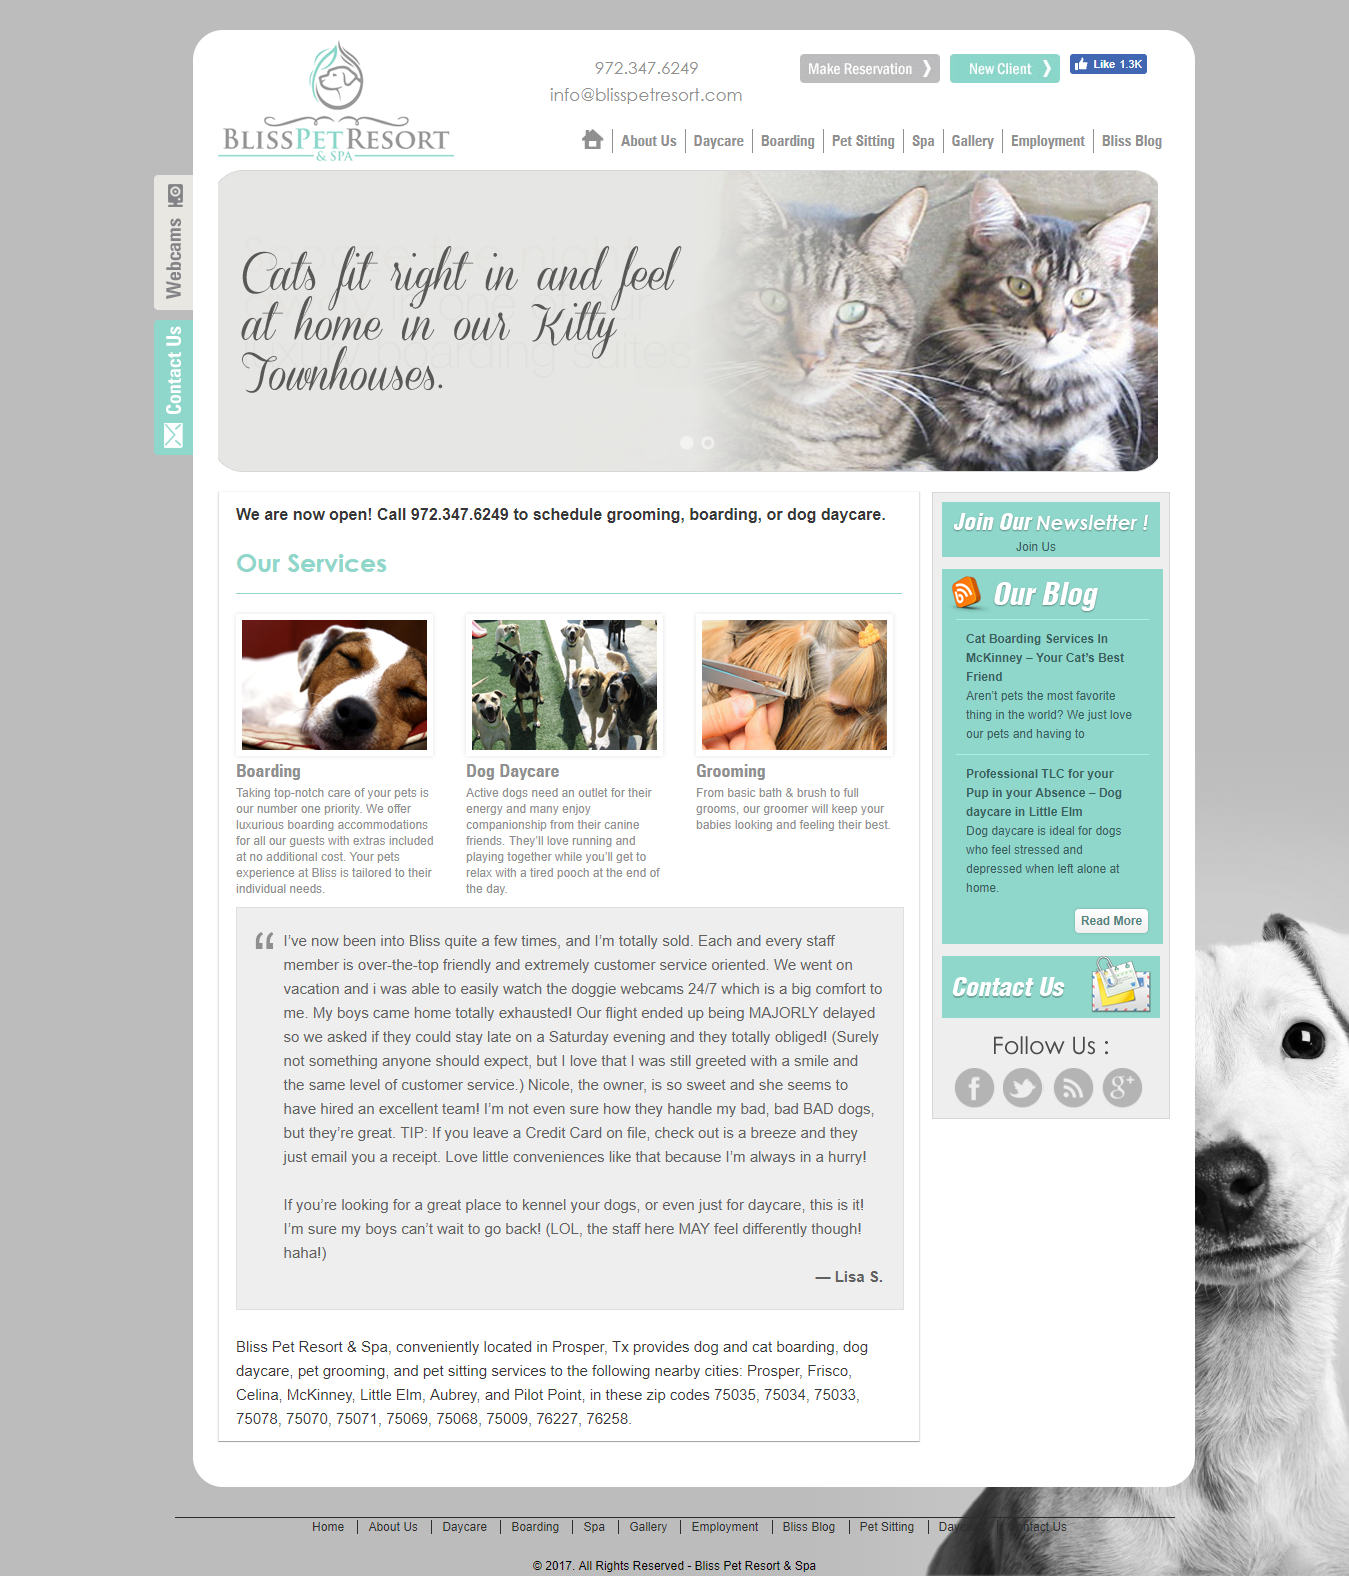 BLISSPETRESORT
& SPA
972.347.6249
info@blisspetresort.com
Make Reservation
New Client
Like 1.3K
About Us
Daycare
Boarding
Pet Sitting
Spa
Gallery
Employment
Bliss Blog
Webcams
Contact Us
Cats fit right in and feel
at home in our Kitty
Townhouses.
We are now open! Call 972.347.6249 to schedule grooming, boarding, or dog daycare.
Our Services
Boarding
Taking top-notch care of your pets is
our number one priority. We offer
luxurious boarding accommodations
for all our guests with extras included
at no additional cost. Your pets
experience at Bliss is tailored to their
individual needs.
Dog Daycare
Active dogs need an outlet for their
energy and many enjoy
companionship from their canine
friends. They'll love running and
playing together while you'll get to
relax with a tired pooch at the end of
the day.
Grooming
From basic bath & brush to full
grooms, our groomer will keep your
babies looking and feeling their best.
“ I've now been into Bliss quite a few times, and I'm totally sold. Each and every staff
member is over-the-top friendly and extremely customer service oriented. We went on
vacation and i was able to easily watch the doggie webcams 24/7 which is a big comfort to
me. My boys came home totally exhausted! Our flight ended up being MAJORLY delayed
so we asked if they could stay late on a Saturday evening and they totally obliged! (Surely
not something anyone should expect, but I love that I was still greeted with a smile and
the same level of customer service.) Nicole, the owner, is so sweet and she seems to
have hired an excellent team! I'm not even sure how they handle my bad, bad BAD dogs,
but they're great. TIP: If you leave a Credit Card on file, check out is a breeze and they
just email you a receipt. Love little conveniences like that because I'm always in a hurry!
If you're looking for a great place to kennel your dogs, or even just for daycare, this is it!
I'm sure my boys can't wait to go back! (LOL, the staff here MAY feel differently though!
haha!)
— Lisa S.
Bliss Pet Resort & Spa, conveniently located in Prosper, Tx provides dog and cat boarding, dog
daycare, pet grooming, and pet sitting services to the following nearby cities: Prosper, Frisco,
Celina, McKinney, Little Elm, Aubrey, and Pilot Point, in these zip codes 75035, 75034, 75033,
75078, 75070, 75071, 75069, 75068, 75009, 76227, 76258.
Join Our Newsletter !
Join Us
Our Blog
Cat Boarding Services In
McKinney – Your Cat's Best
Friend
Aren't pets the most favorite
thing in the world? We just love
our pets and having to
Professional TLC for your
Pup in your Absence – Dog
daycare in Little Elm
Dog daycare is ideal for dogs
who feel stressed and
depressed when left alone at
home.
Read More
Contact Us
Follow Us :
Home
About Us
Daycare
Boarding
Spa
Gallery
Employment
Bliss Blog
Pet Sitting
Contact Us
© 2017. All Rights Reserved - Bliss Pet Resort & Spa